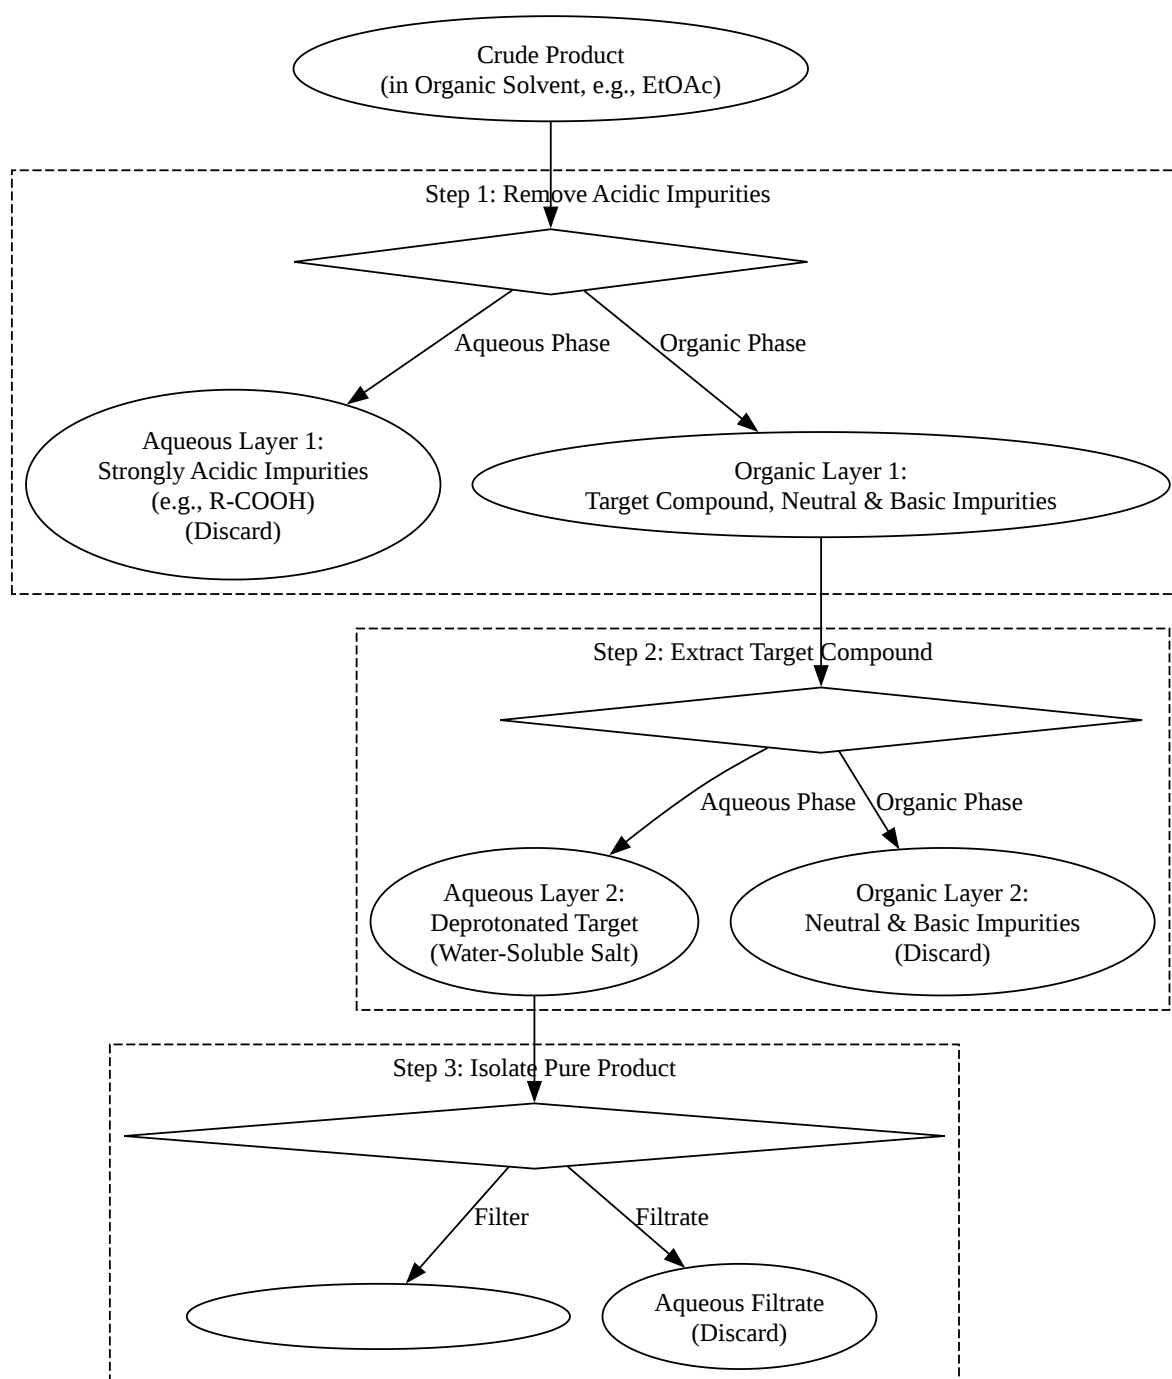 Crude Product
(in Organic Solvent, e.g., EtOAc)
Step 1: Remove Acidic Impurities
Aqueous Phase
Organic Phase
Aqueous Layer 1:
Strongly Acidic Impurities
(e.g., R-COOH)
(Discard)
Organic Layer 1:
Target Compound, Neutral & Basic Impurities
Step 2: Extract Target Compound
Aqueous Phase
Organic Phase
Aqueous Layer 2:
Deprotonated Target
(Water-Soluble Salt)
Organic Layer 2:
Neutral & Basic Impurities
(Discard)
Step 3: Isolate Pure Product
Filter
Filtrate
Aqueous Filtrate
(Discard)